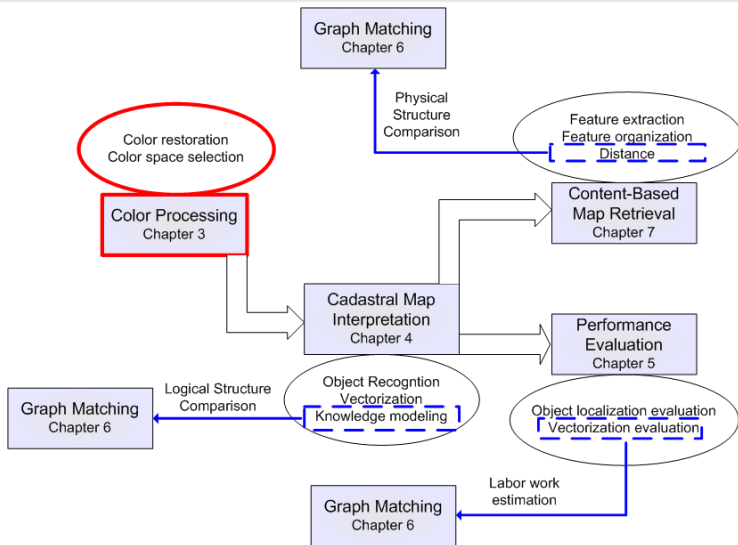 Graph Matching
Chapter 6
Physical
Structure
Comparison
Feature extraction
Feature organization
Distance
Color restoration
Color space selection
Color Processing
Chapter 3
Content-Based
Map Retrieval
Chapter 7
Cadastral Map
Interpretation
Chapter 4
Performance
Evaluation
Chapter 5
Logical Structure
Comparison
Object Recogntion
Vectorization
Knowledge modeling
Graph Matching
Chapter 6
Object localization evaluation
Vectorization evaluation
Labor work
estimation
Graph Matching
Chapter 6